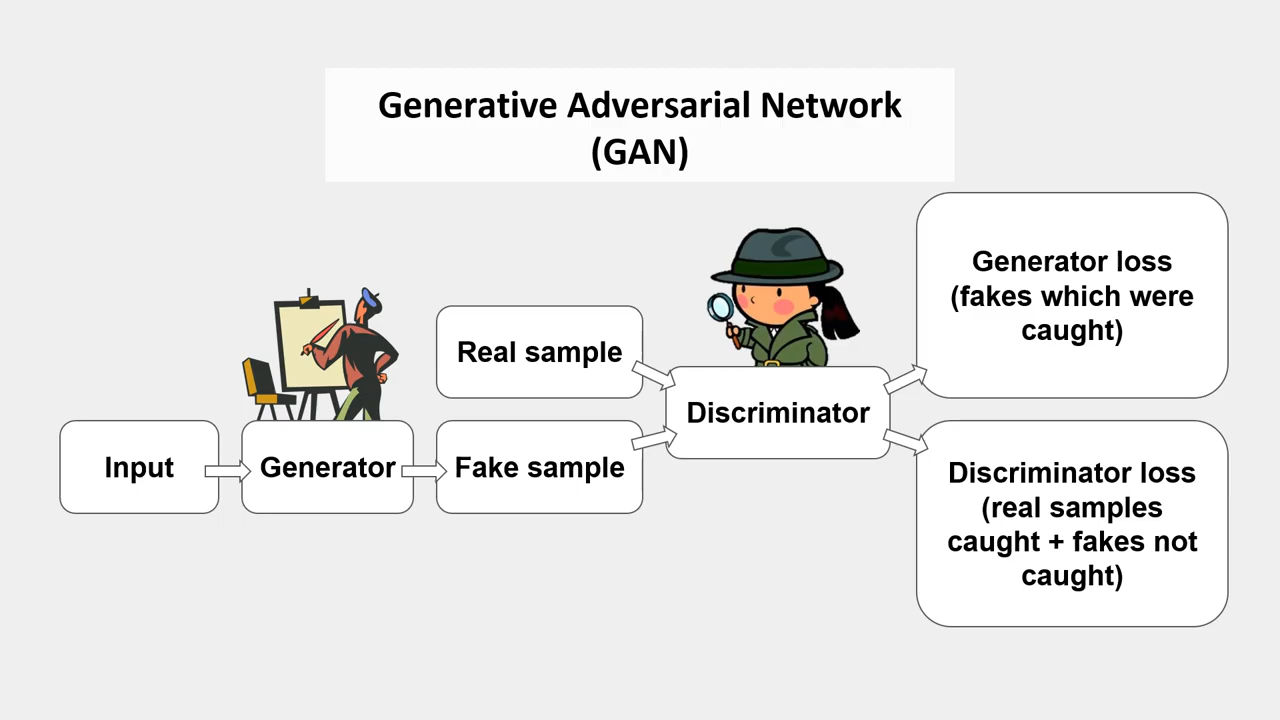 Generative Adversarial Network
(GAN)
Input
Generator
Real sample
Fake sample
Discriminator
Generator loss
(fakes which were
caught)
Discriminator loss
(real samples
caught + fakes not
caught)